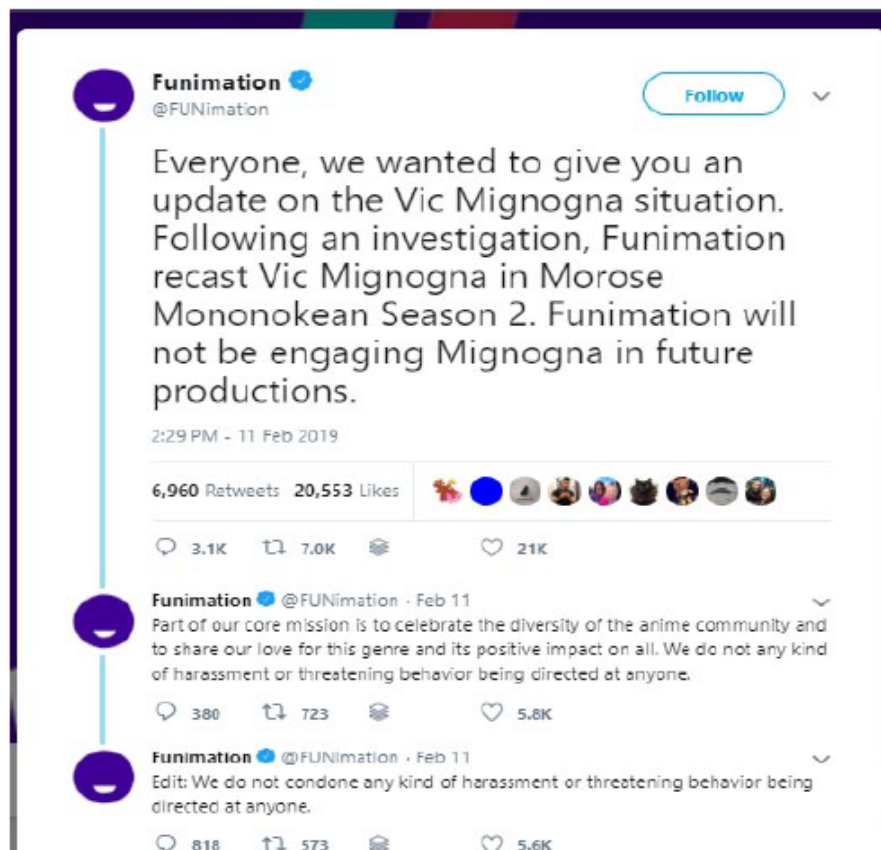 Funimation
Follow
@FUNimation
Everyone, we wanted to give you an
update on the Vic Mignogna situation.
Following an investigation, Funimation
recast Vic Mignogna in Morose
Mononokean Season 2. Funimation will
not be engaging Mignogna in future
productions.
2:29 PM - 11 Feb 2019
6,960 Retweets 20,553 Likes
3.1K 7.0K 21K
Funimation @FUNimation · Feb 11
Part of our core mission is to celebrate the diversity of the anime community and
to share our love for this genre and its positive impact on all. We do not any kind
of harassment or threatening behavior being directed at anyone.
380 723 5.8K
Funimation @FUNimation · Feb 11
Edit: We do not condone any kind of harassment or threatening behavior being
directed at anyone.
818 573 5.6K